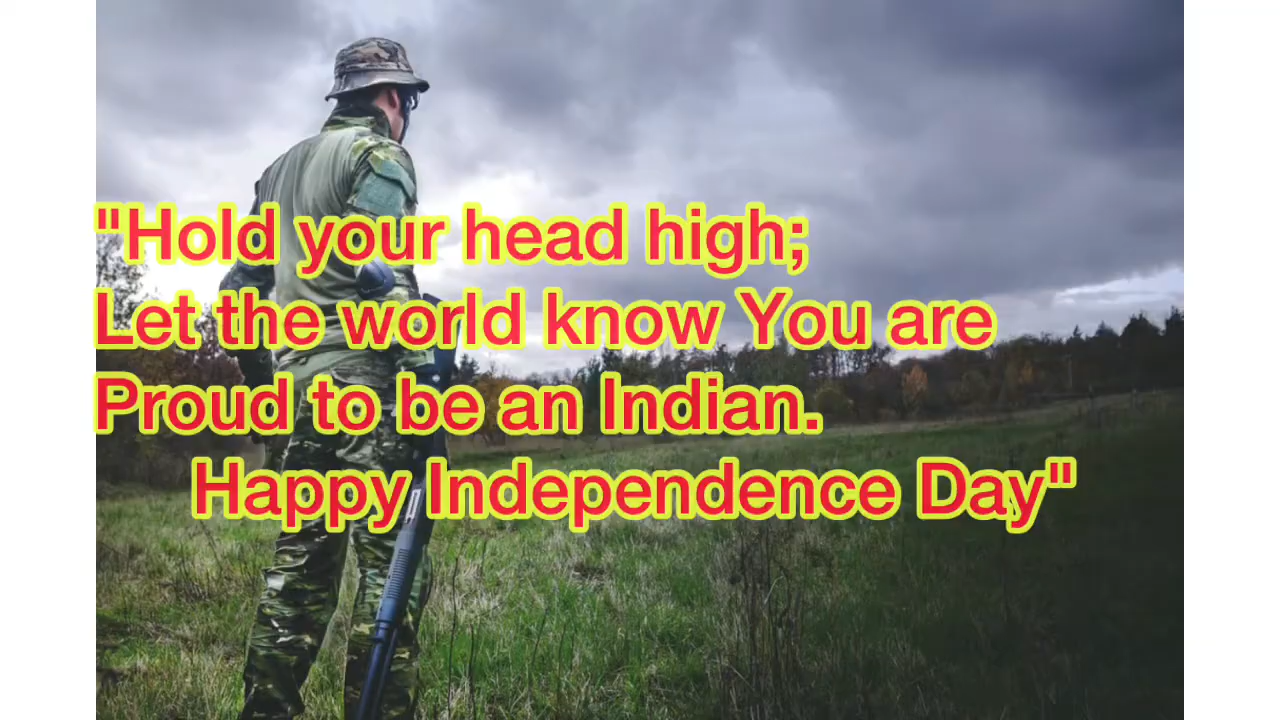 "Hold your head high;
Let the world know You are
Proud to be an Indian.
Happy Independence Day"